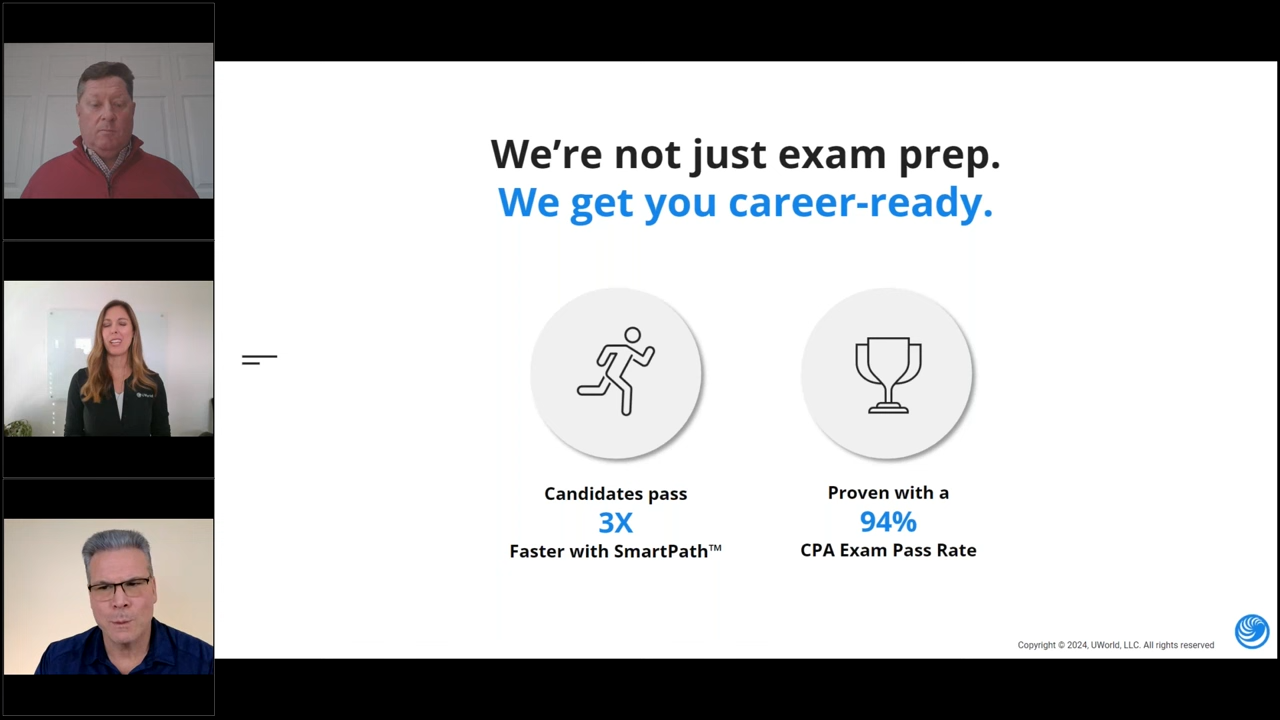 We're not just exam prep.
We get you career-ready.
Candidates pass
3X
Faster with SmartPath™
Proven with a
94%
CPA Exam Pass Rate
Copyright © 2024, UWorld, LLC. All rights reserved
UWorld